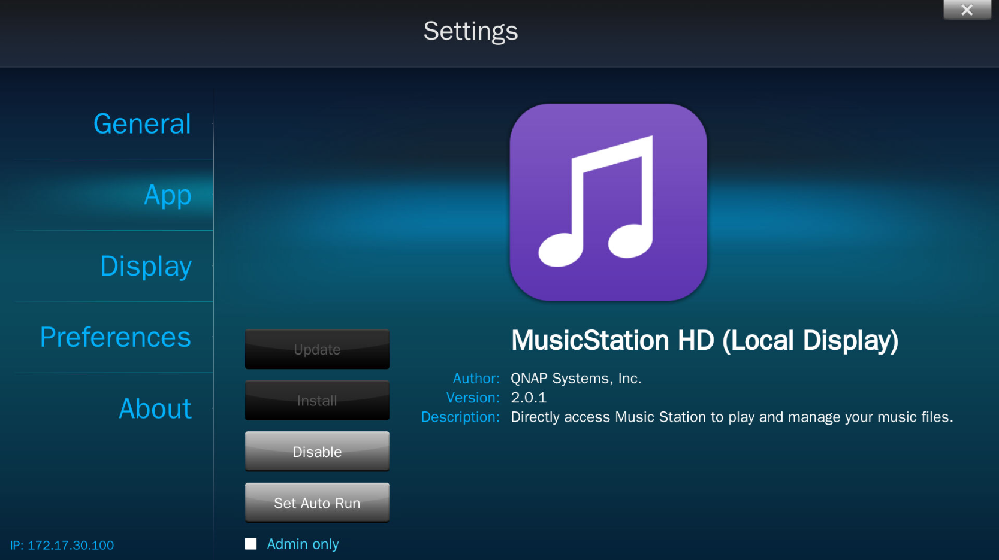 Settings
General
App
Display
Preferences
About
Update
Install
Disable
Set Auto Run
Admin only
MusicStation HD (Local Display)
Author: QNAP Systems, Inc.
Version: 2.0.1
Description: Directly access Music Station to play and manage your music files.
IP: 172.17.30.100